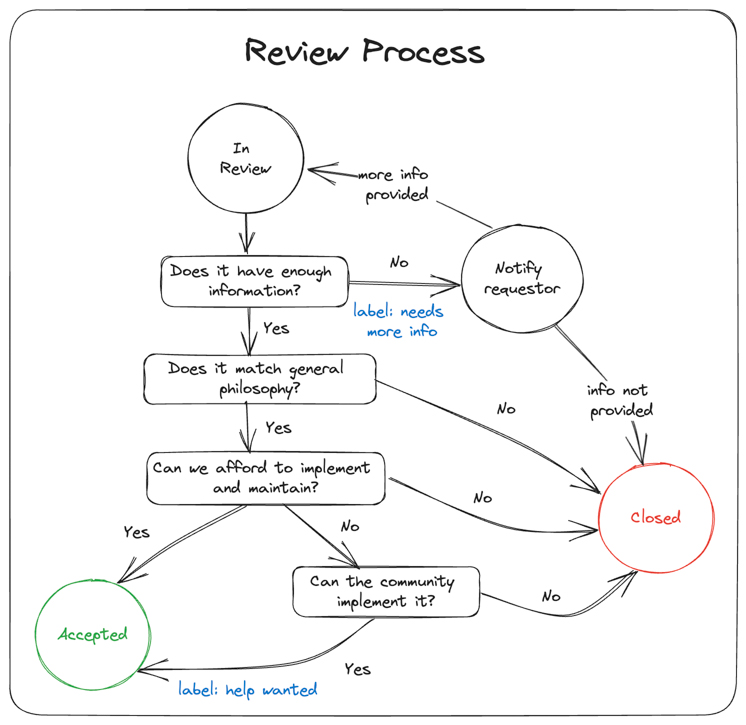 Review Process
In
Review
more info
provided
Does it have enough
information?
No
label: needs
more info
Notify
requestor
Yes
Does it match general
philosophy?
No
info not
provided
Yes
Can we afford to implement
and maintain?
No
Closed
Yes
No
Can the community
implement it?
No
Accepted
Yes
label: help wanted